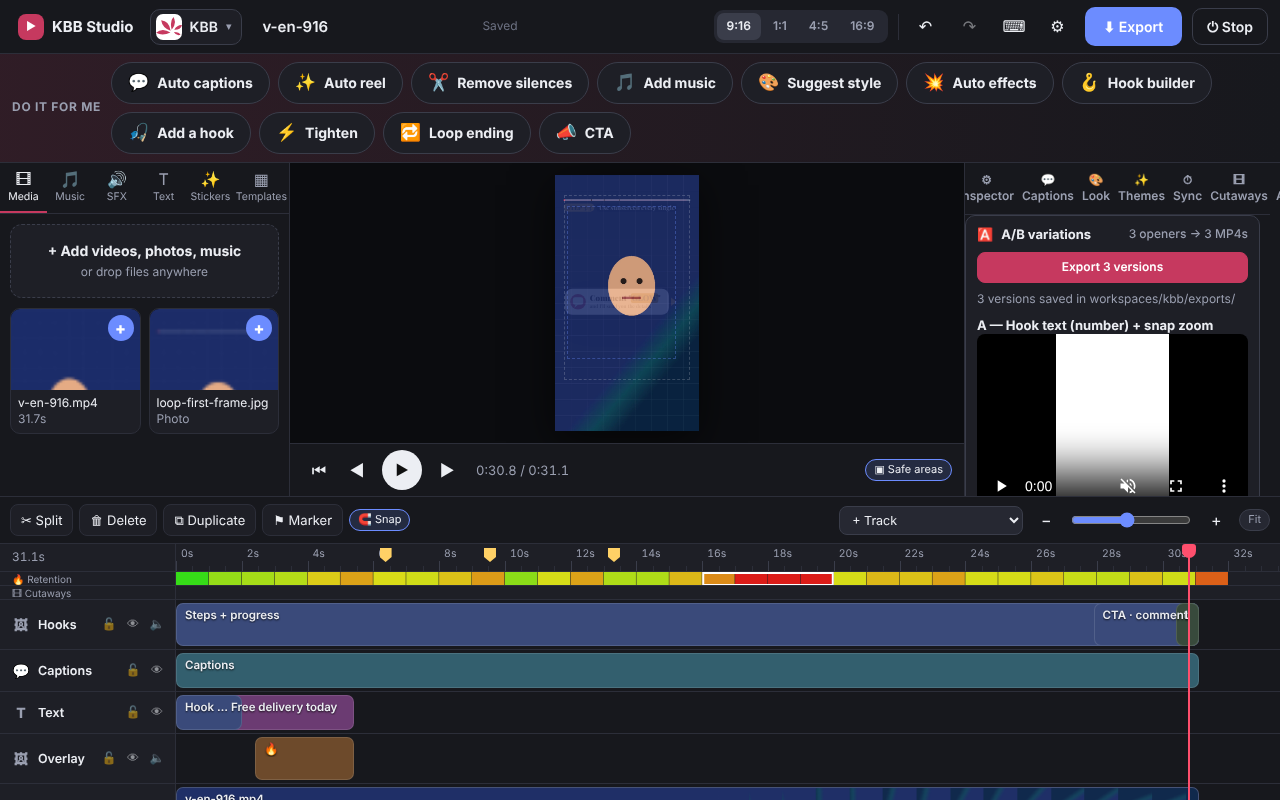 KBB Studio
KBB
v-en-916
Saved
9:16 1:1 4:5 16:9
Export
Stop
DO IT FOR ME
Auto captions
Auto reel
Remove silences
Add music
Suggest style
Auto effects
Hook builder
Add a hook
Tighten
Loop ending
CTA
Media
Music
SFX
Text
Stickers
Templates
+ Add videos, photos, music
or drop files anywhere
v-en-916.mp4
31.7s
loop-first-frame.jpg
Photo
0:30.8 / 0:31.1
Safe areas
nspector
Captions
Look
Themes
Sync
Cutaways
A/B variations
3 openers → 3 MP4s
Export 3 versions
3 versions saved in workspaces/kbb/exports/
A — Hook text (number) + snap zoom
0:00
Split
Delete
Duplicate
Marker
Snap
+ Track
Fit
31.1s
0s 2s 4s 8s 10s 12s 14s 16s 18s 20s 22s 24s 26s 28s 30s 32s
Retention
Cutaways
Hooks
Steps + progress
CTA · comment
Captions
Captions
Text
Hook ... Free delivery today
Overlay
v-en-916.mp4